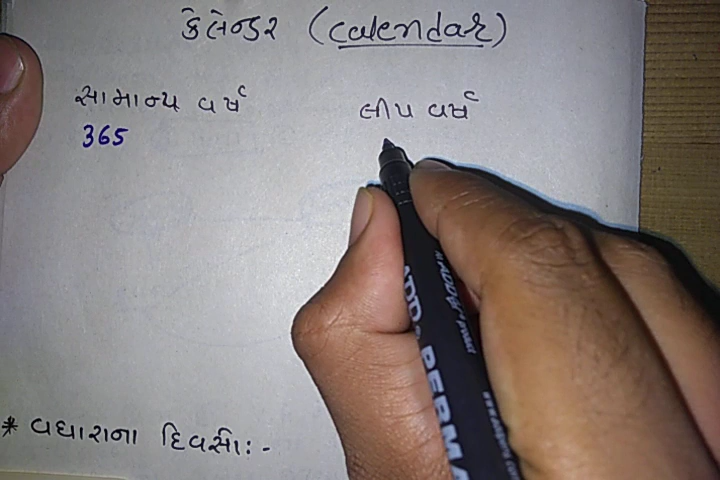 કેલેન્ડર (calendar)
સામાન્ય વર્ષ
લીપ વર્ષ
365
* વધારાના દિવસો:-